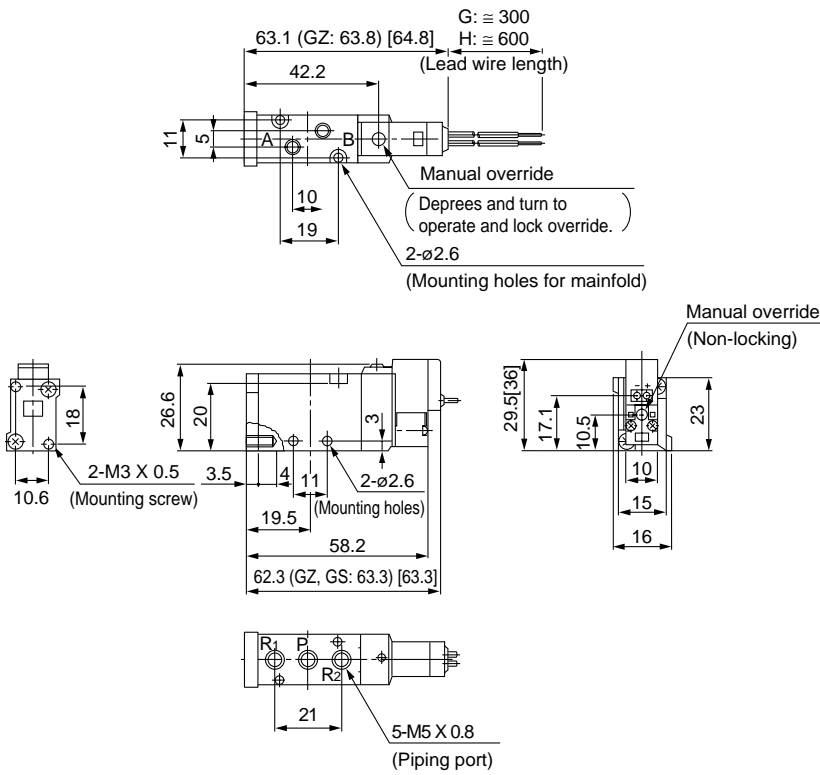 G: ≅ 300
63.1 (GZ: 63.8) [64.8]
H: ≅ 600
(Lead wire length)
42.2
11
5
A
B
Manual override
(Deprees and turn to
operate and lock override.)
10
19
2-ø2.6
(Mounting holes for mainfold)
Manual override
(Non-locking)
26.6
20
18
3
29.5[36]
17.1
10.5
- +
23
2-M3 X 0.5
(Mounting screw)
10.6
3.5
4
11
2-ø2.6
(Mounting holes)
19.5
58.2
62.3 (GZ, GS: 63.3) [63.3]
10
15
16
R1
P
R2
21
5-M5 X 0.8
(Piping port)